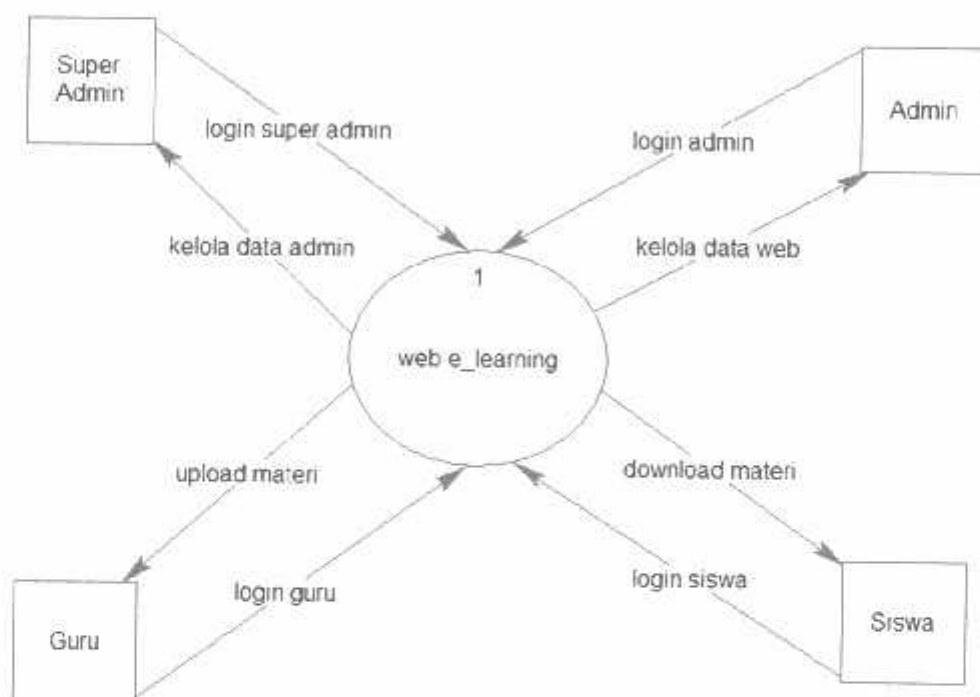 Super
Admin
Admin
login super admin
login admin
kelola data admin
kelola data web
1
web e_learning
upload materi
download materi
login guru
login siswa
Guru
Siswa